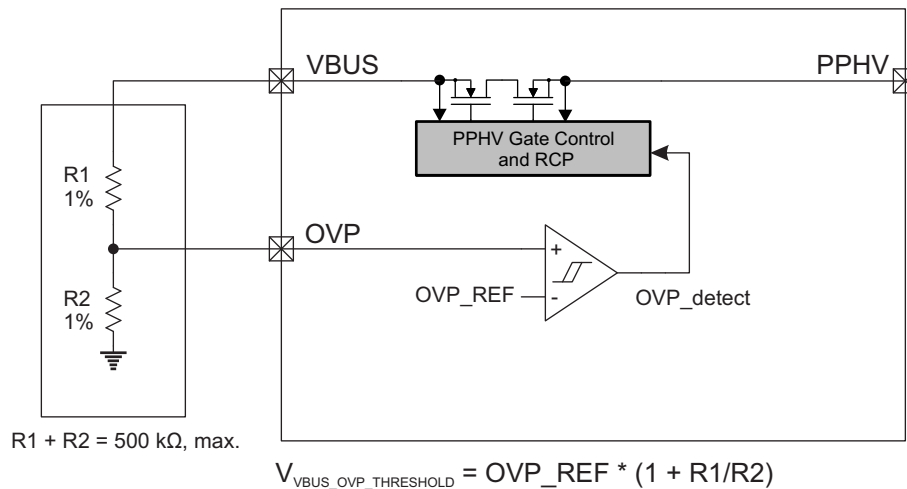 VBUS
PPHV
PPHV Gate Control
and RCP
R1
1%
OVP
+
OVP_REF
-
OVP_detect
R2
1%
R1 + R2 = 500 kΩ, max.
V_VBUS_OVP_THRESHOLD = OVP_REF * (1 + R1/R2)